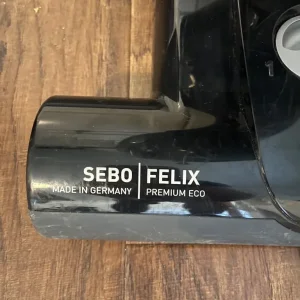 SEBO | FELIX
MADE IN GERMANY | PREMIUM ECO